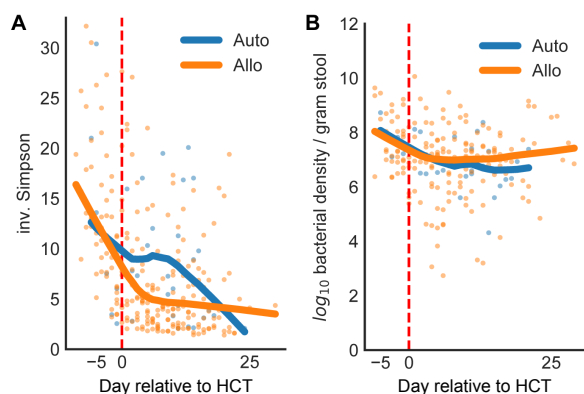 A
30
25
20
15
10
5
0
inv. Simpson
Auto
Allo
−5
0
25
Day relative to HCT
B
12
10
8
6
4
2
0
log10 bacterial density / gram stool
Auto
Allo
0
25
Day relative to HCT